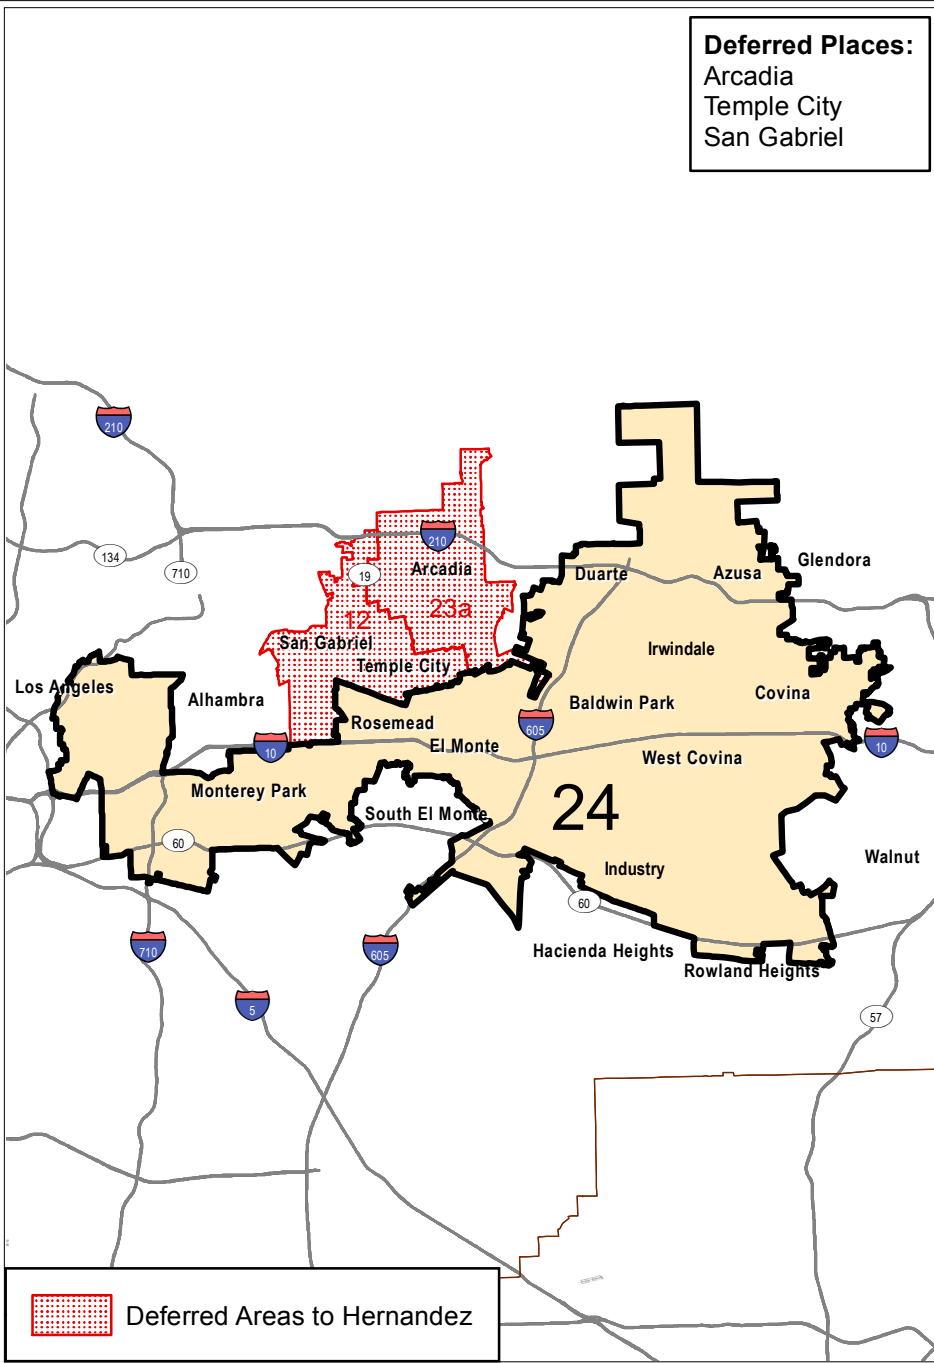 Deferred Places:
Arcadia
Temple City
San Gabriel
210
134
710
19
210
Arcadia
12
23a
San Gabriel
Temple City
Duarte
Azusa
Glendora
Irwindale
Los Angeles
Alhambra
Rosemead
Baldwin Park
Covina
605
10
El Monte
10
West Covina
Monterey Park
South El Monte
24
60
Industry
Walnut
60
710
605
Hacienda Heights
Rowland Heights
5
57
Deferred Areas to Hernandez